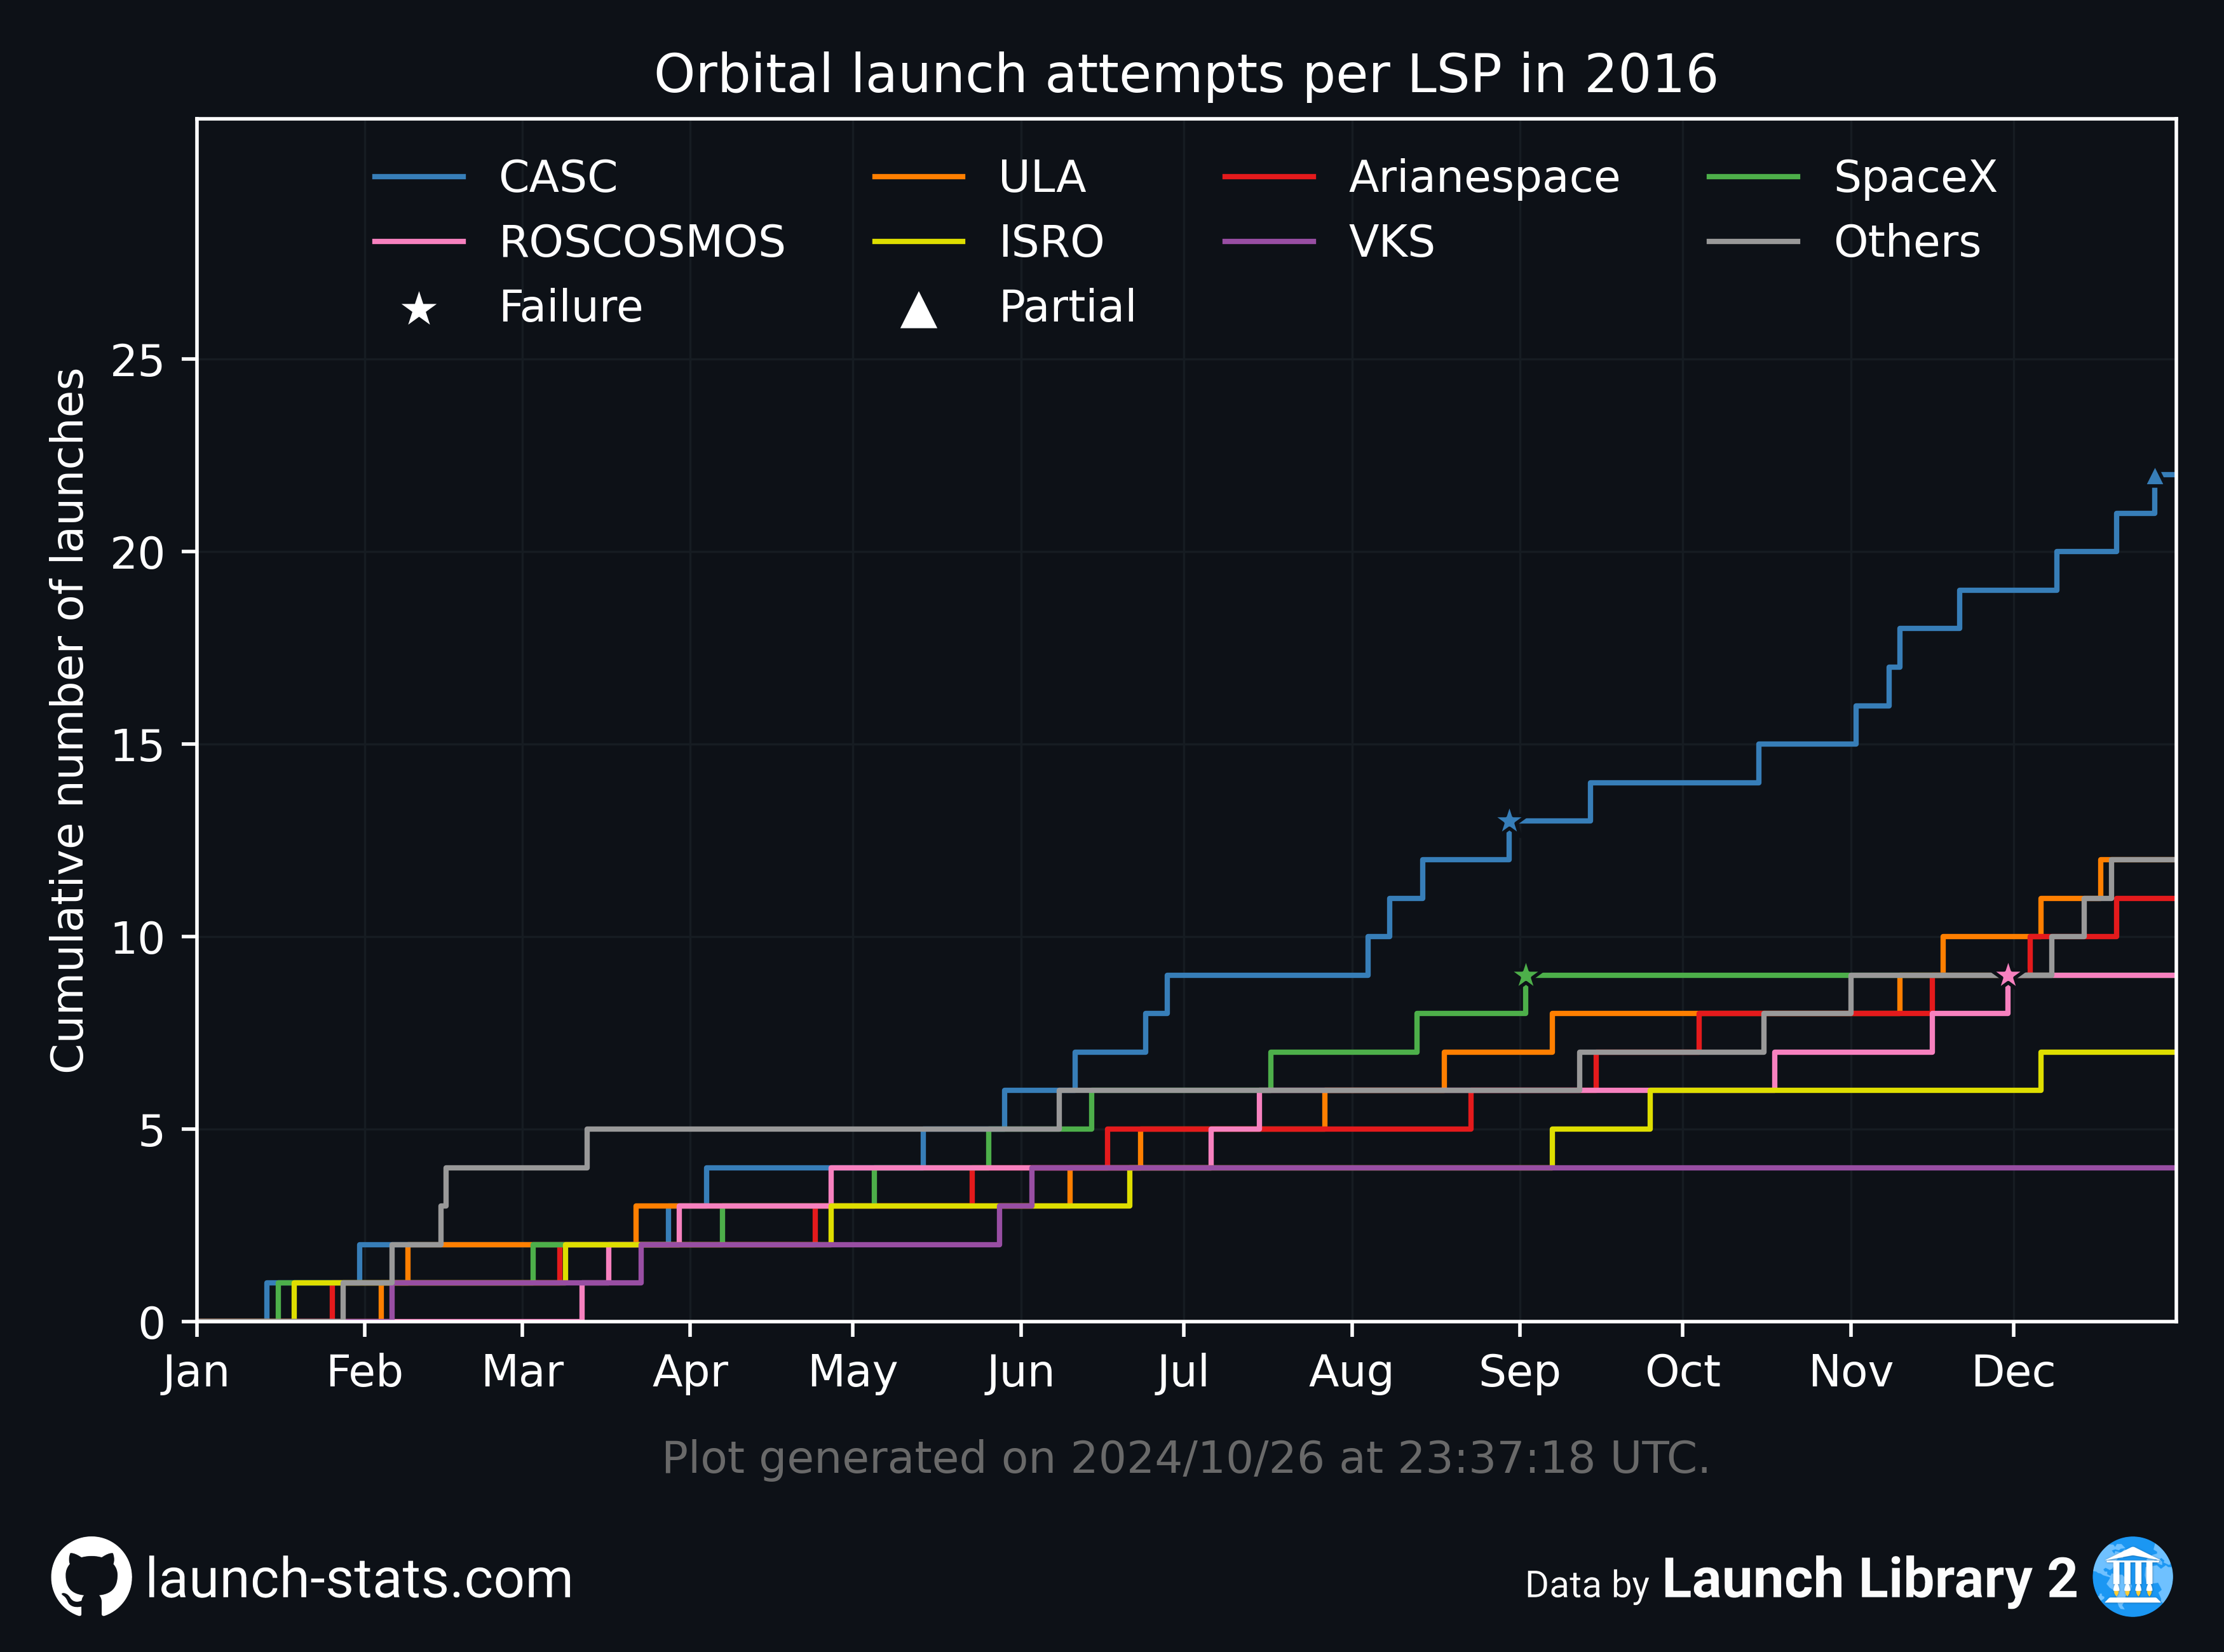 Orbital launch attempts per LSP in 2016
CASC ULA Arianespace SpaceX
ROSCOSMOS ISRO VKS Others
Failure Partial
Cumulative number of launches
25
20
15
10
5
0
Jan Feb Mar Apr May Jun Jul Aug Sep Oct Nov Dec
Plot generated on 2024/10/26 at 23:37:18 UTC.
launch-stats.com
Data by Launch Library 2